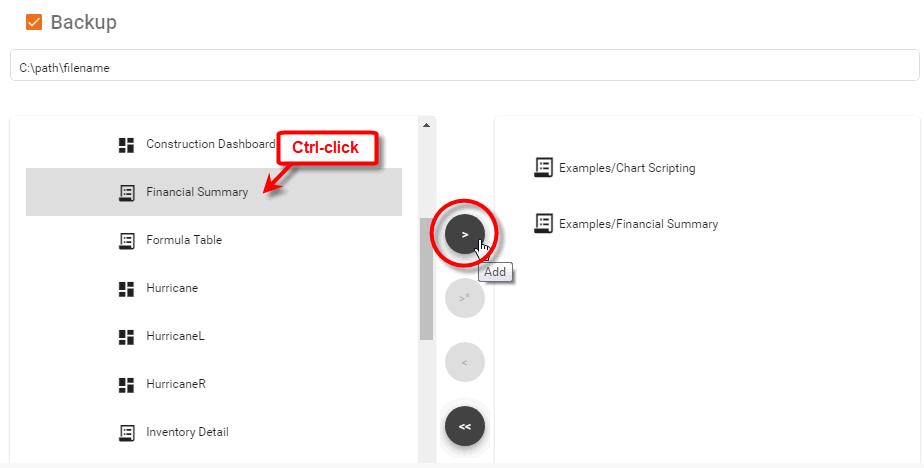 Backup
C:\path\filename
Construction Dashboard
Ctrl-click
Financial Summary
Formula Table
Hurricane
HurricaneL
HurricaneR
Inventory Detail
>
Add
>*
<
<<
Examples/Chart Scripting
Examples/Financial Summary